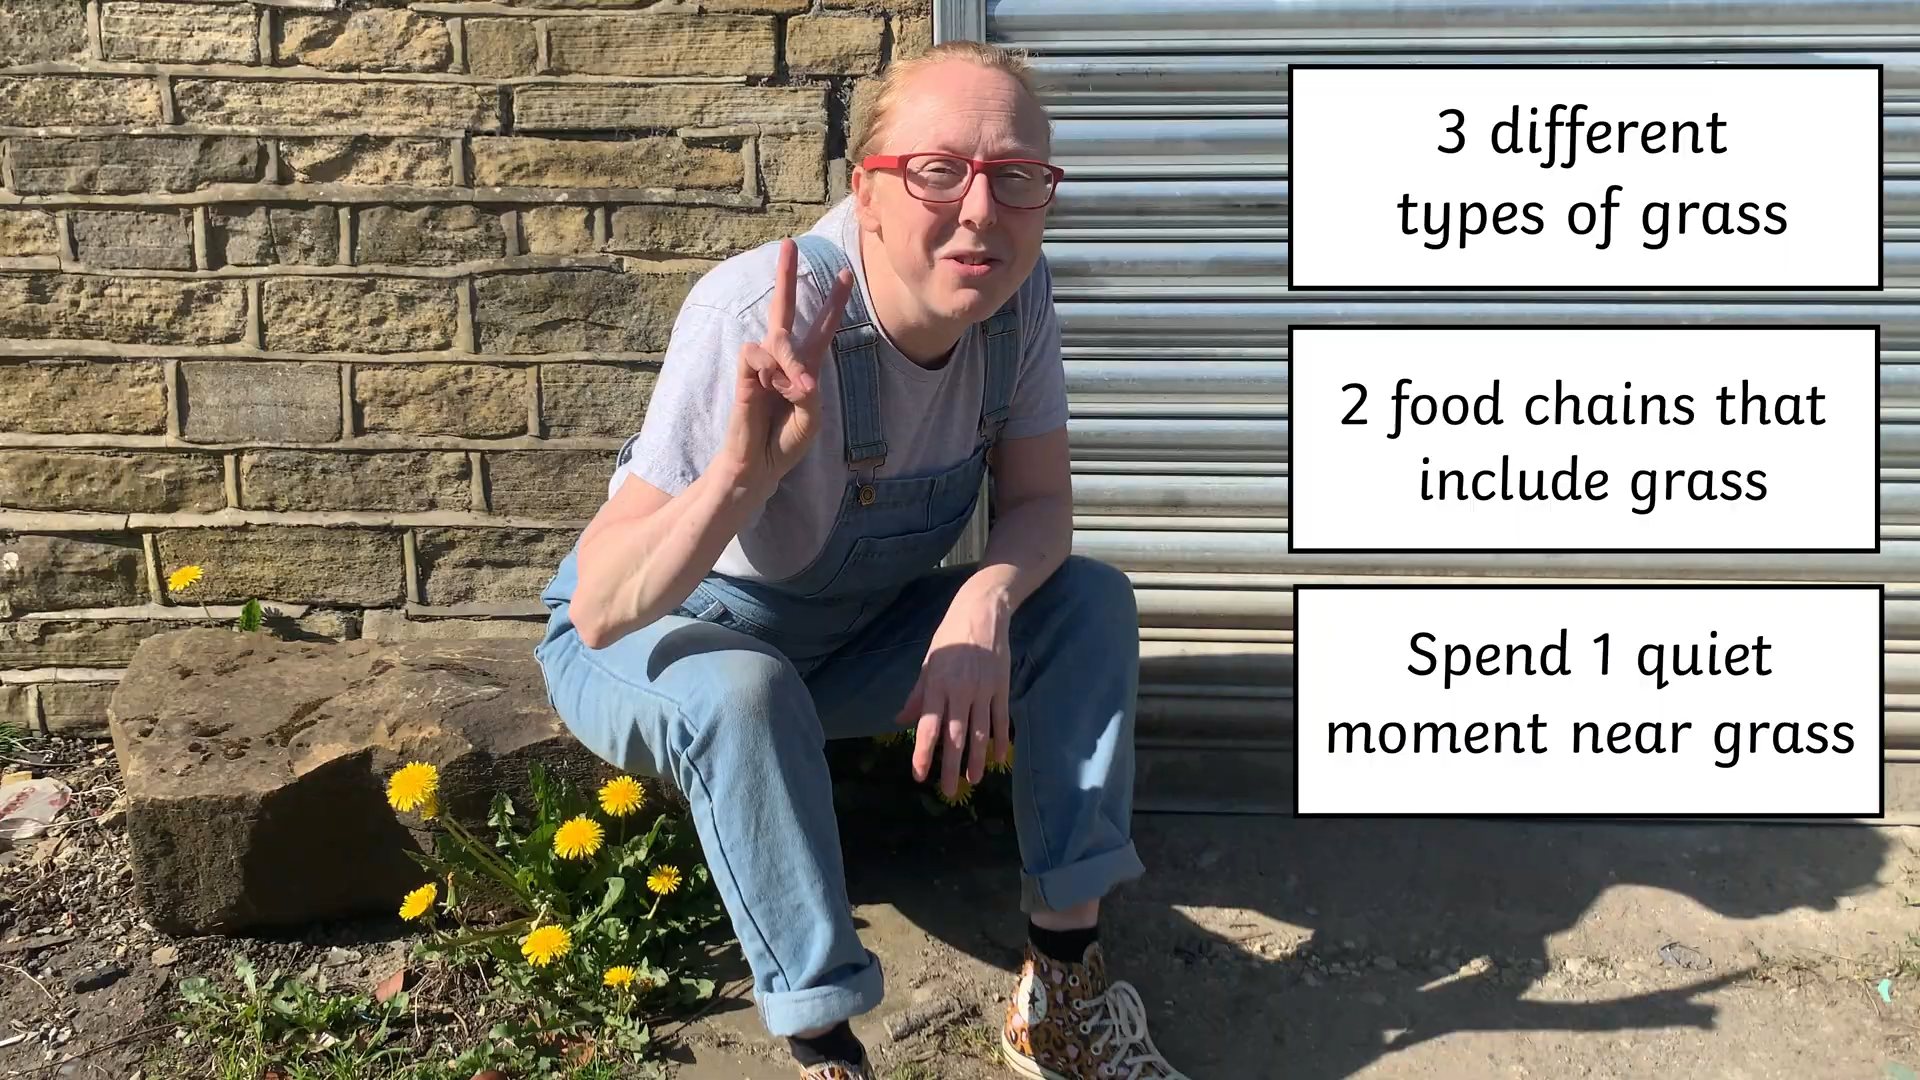 3 different
types of grass
2 food chains that
include grass
Spend 1 quiet
moment near grass